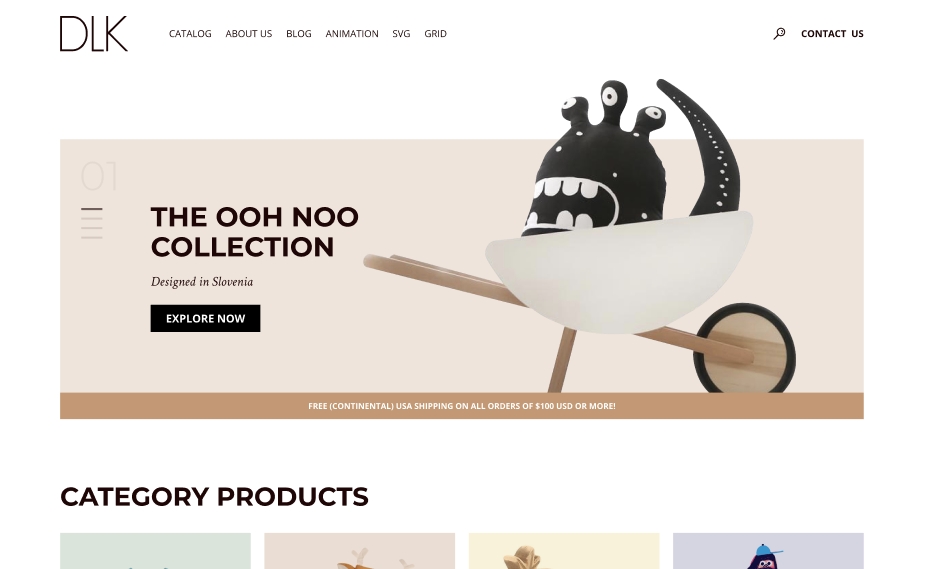 DLK
CATALOG ABOUT US BLOG ANIMATION SVG GRID
CONTACT US
01
THE OOH NOO
COLLECTION
Designed in Slovenia
EXPLORE NOW
FREE (CONTINENTAL) USA SHIPPING ON ALL ORDERS OF $100 USD OR MORE!
CATEGORY PRODUCTS